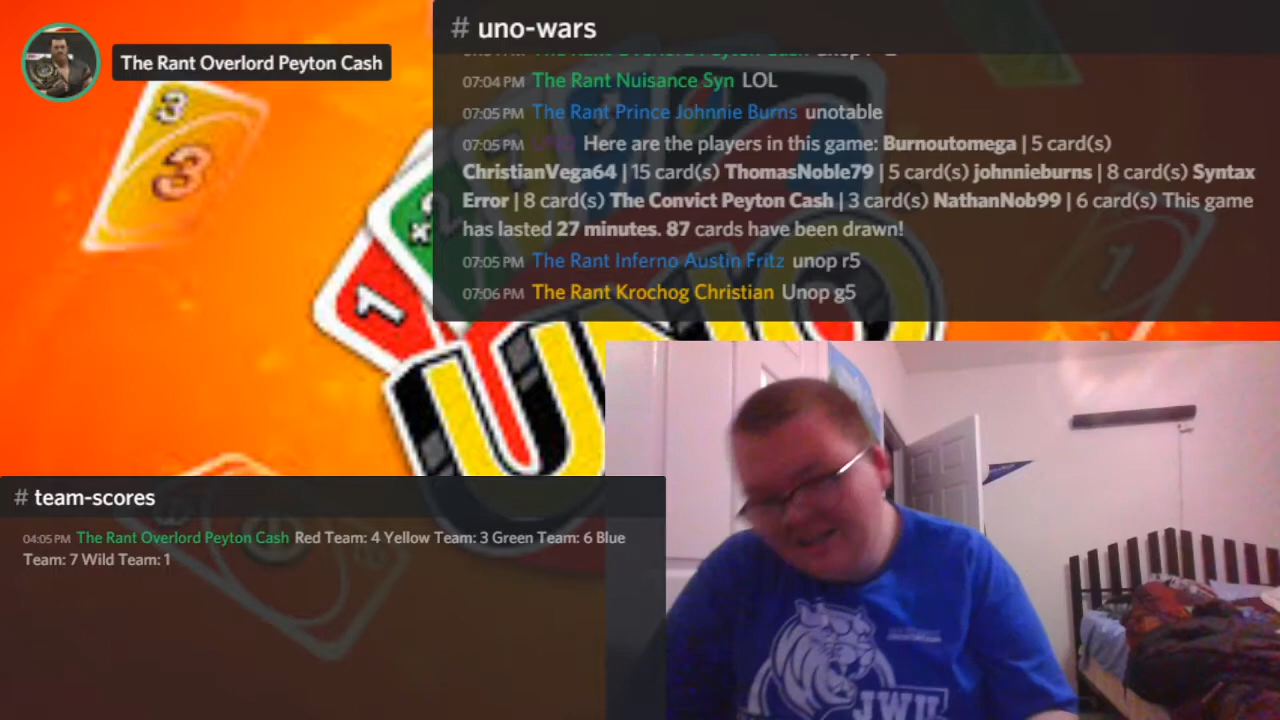 The Rant Overlord Peyton Cash
# uno-wars
07:04 PM The Rant Nuisance Syn LOL
07:05 PM The Rant Prince Johnnie Burns unotable
07:05 PM Here are the players in this game: Burnoutomega | 5 card(s)
ChristianVega64 | 15 card(s) ThomasNoble79 | 5 card(s) johnnieburns | 8 card(s) Syntax
Error | 8 card(s) The Convict Peyton Cash | 3 card(s) NathanNob99 | 6 card(s) This game
has lasted 27 minutes. 87 cards have been drawn!
07:05 PM The Rant Inferno Austin Fritz unop r5
07:06 PM The Rant Krochog Christian Unop g5
3
3
1
1
# team-scores
04:05 PM The Rant Overlord Peyton Cash Red Team: 4 Yellow Team: 3 Green Team: 6 Blue
Team: 7 Wild Team: 1
UNO
JWU